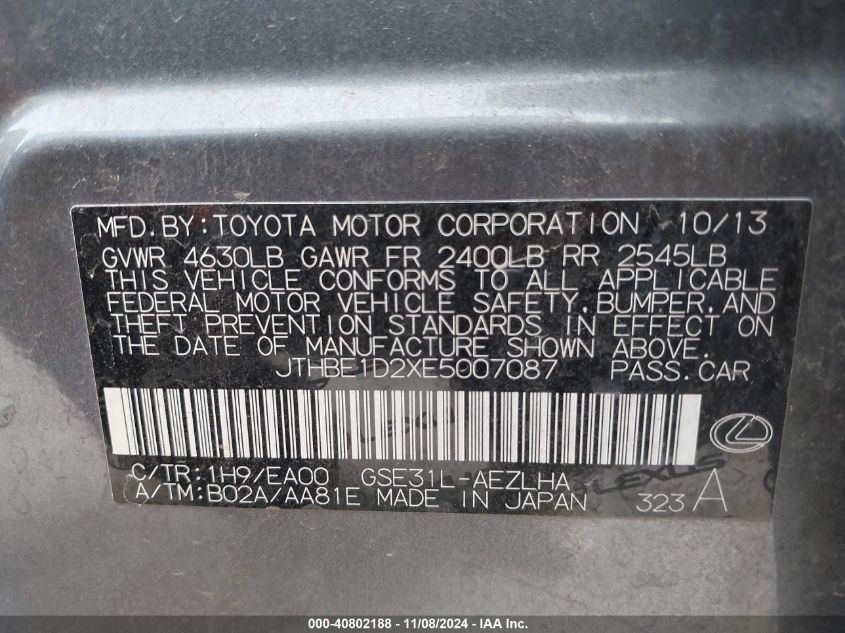 MFD.BY:TOYOTA MOTOR CORPORATION 10/13
GVWR 4630LB GAWR FR 2400LB RR 2545LB
THIS VEHICLE CONFORMS TO ALL APPLICABLE
FEDERAL MOTOR VEHICLE SAFETY,BUMPER,AND
THEFT PREVENTION STANDARDS IN EFFECT ON
THE DATE OF MANUFACTURE SHOWN ABOVE.
JTHBE1D2XE5007087 PASS.CAR
C/TR:1H9/EA00 GSE31L-AEZLHA
A/TM:B02A/AA81E MADE IN JAPAN 323 A
LEXUS
000-40802188 - 11/08/2024 - IAAI.com